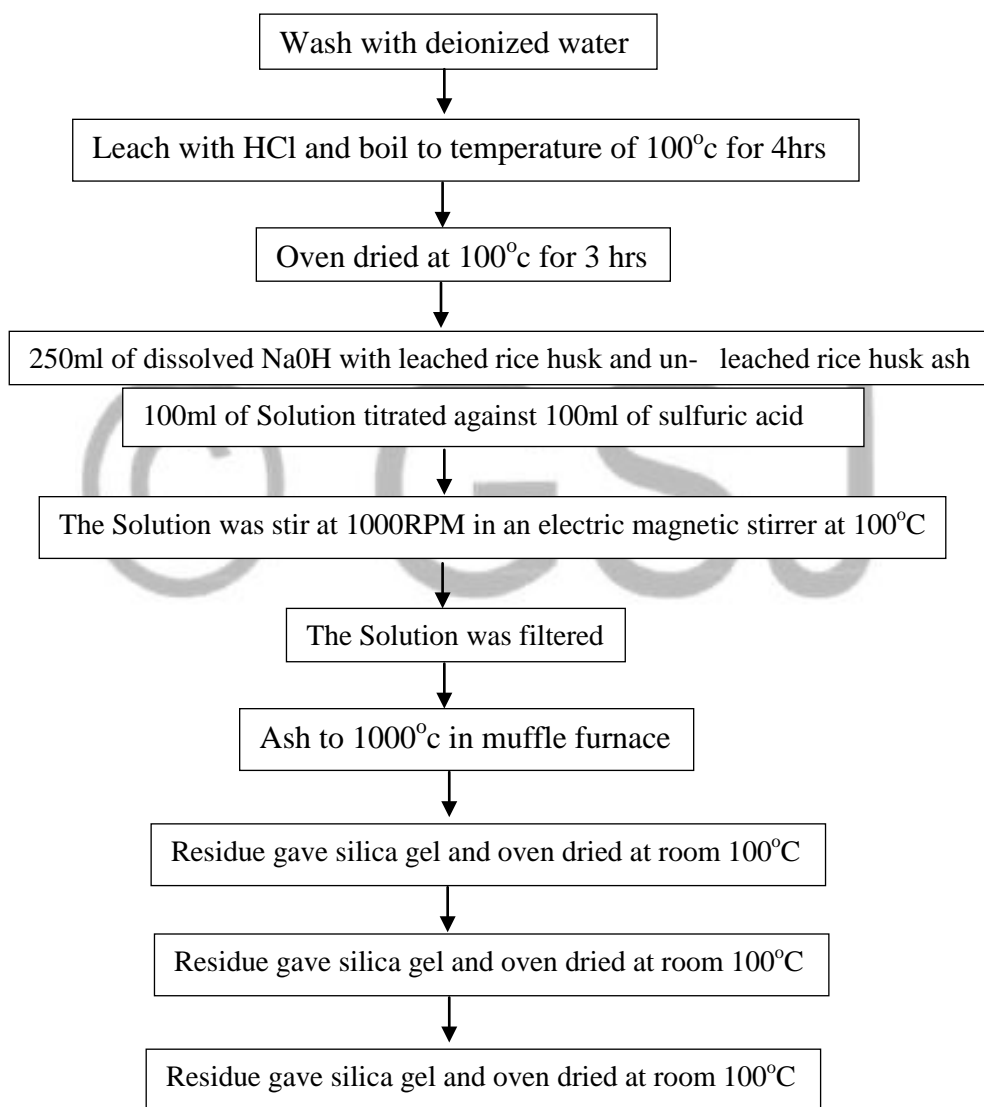 Wash with deionized water
Leach with HCl and boil to temperature of 100°c for 4hrs
Oven dried at 100°c for 3 hrs
250ml of dissolved Na0H with leached rice husk and un- leached rice husk ash
100ml of Solution titrated against 100ml of sulfuric acid
© GSJ
The Solution was stir at 1000RPM in an electric magnetic stirrer at 100°C
The Solution was filtered
Ash to 1000°c in muffle furnace
Residue gave silica gel and oven dried at room 100°C
Residue gave silica gel and oven dried at room 100°C
Residue gave silica gel and oven dried at room 100°C